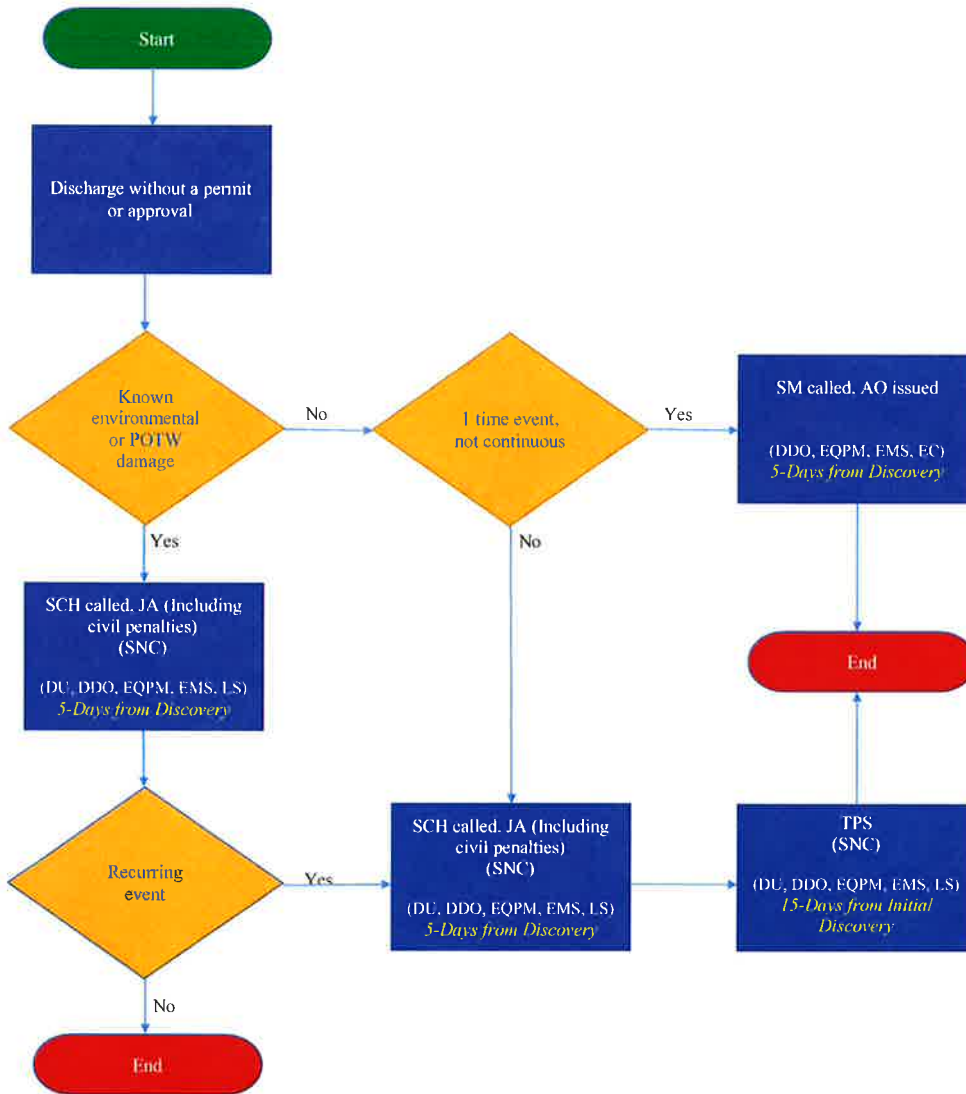 Start
Discharge without a permit
or approval
Known
environmental
or POTW
damage
No
1 time event,
not continuous
Yes
SM called, AO issued
(DDO, EQPM, EMS, EC)
5-Days from Discovery
Yes
No
SCH called, JA (Including
civil penalties)
(SNC)
(DU, DDO, EQPM, EMS, LS)
5-Days from Discovery
End
Recurring
event
Yes
SCH called, JA (Including
civil penalties)
(SNC)
(DU, DDO, EQPM, EMS, LS)
5-Days from Discovery
TPS
(SNC)
(DU, DDO, EQPM, EMS, LS)
15-Days from Initial
Discovery
No
End